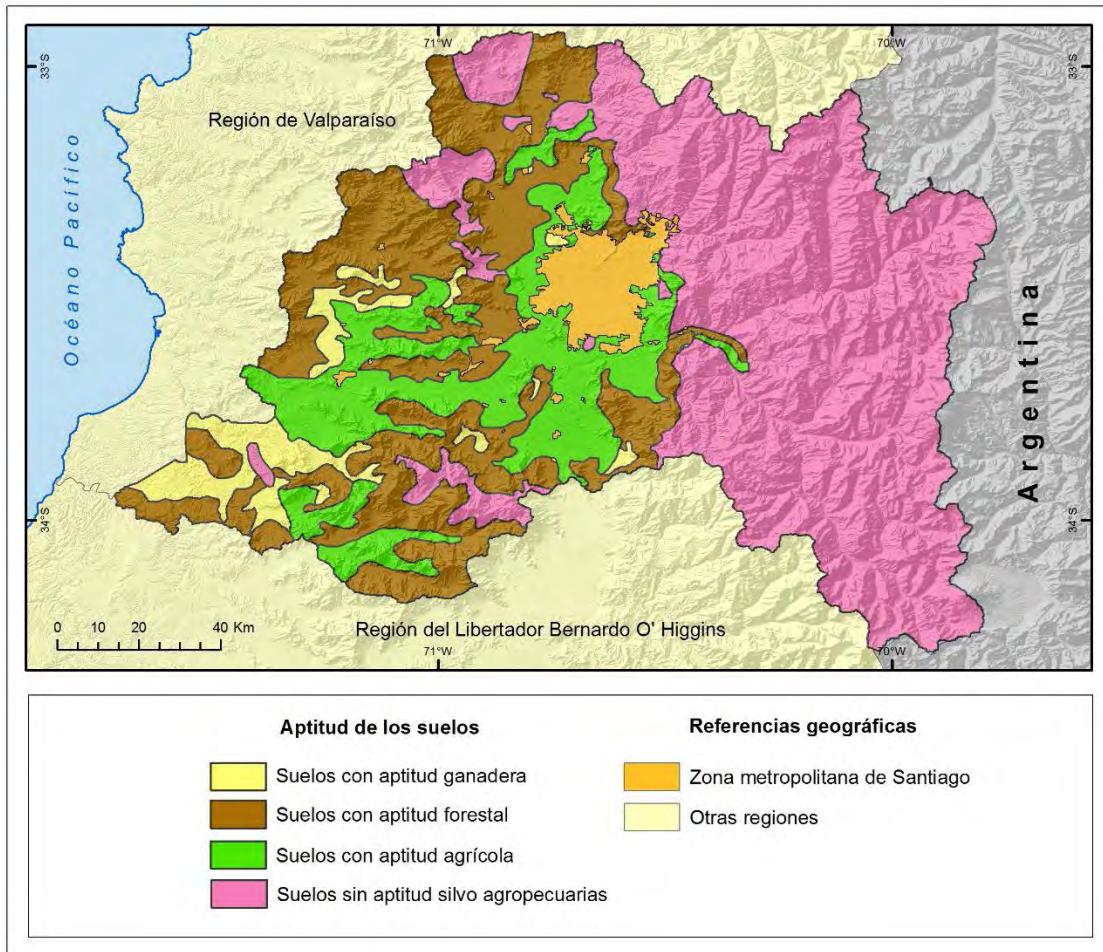 71°W
70°W
33°S
33°S
Región de Valparaíso
Océano Pacífico
Argentina
34°S
34°S
0 10 20 40 Km
Región del Libertador Bernardo O' Higgins
71°W
70°W
Aptitud de los suelos
Suelos con aptitud ganadera
Suelos con aptitud forestal
Suelos con aptitud agrícola
Suelos sin aptitud silvo agropecuarias
Referencias geográficas
Zona metropolitana de Santiago
Otras regiones